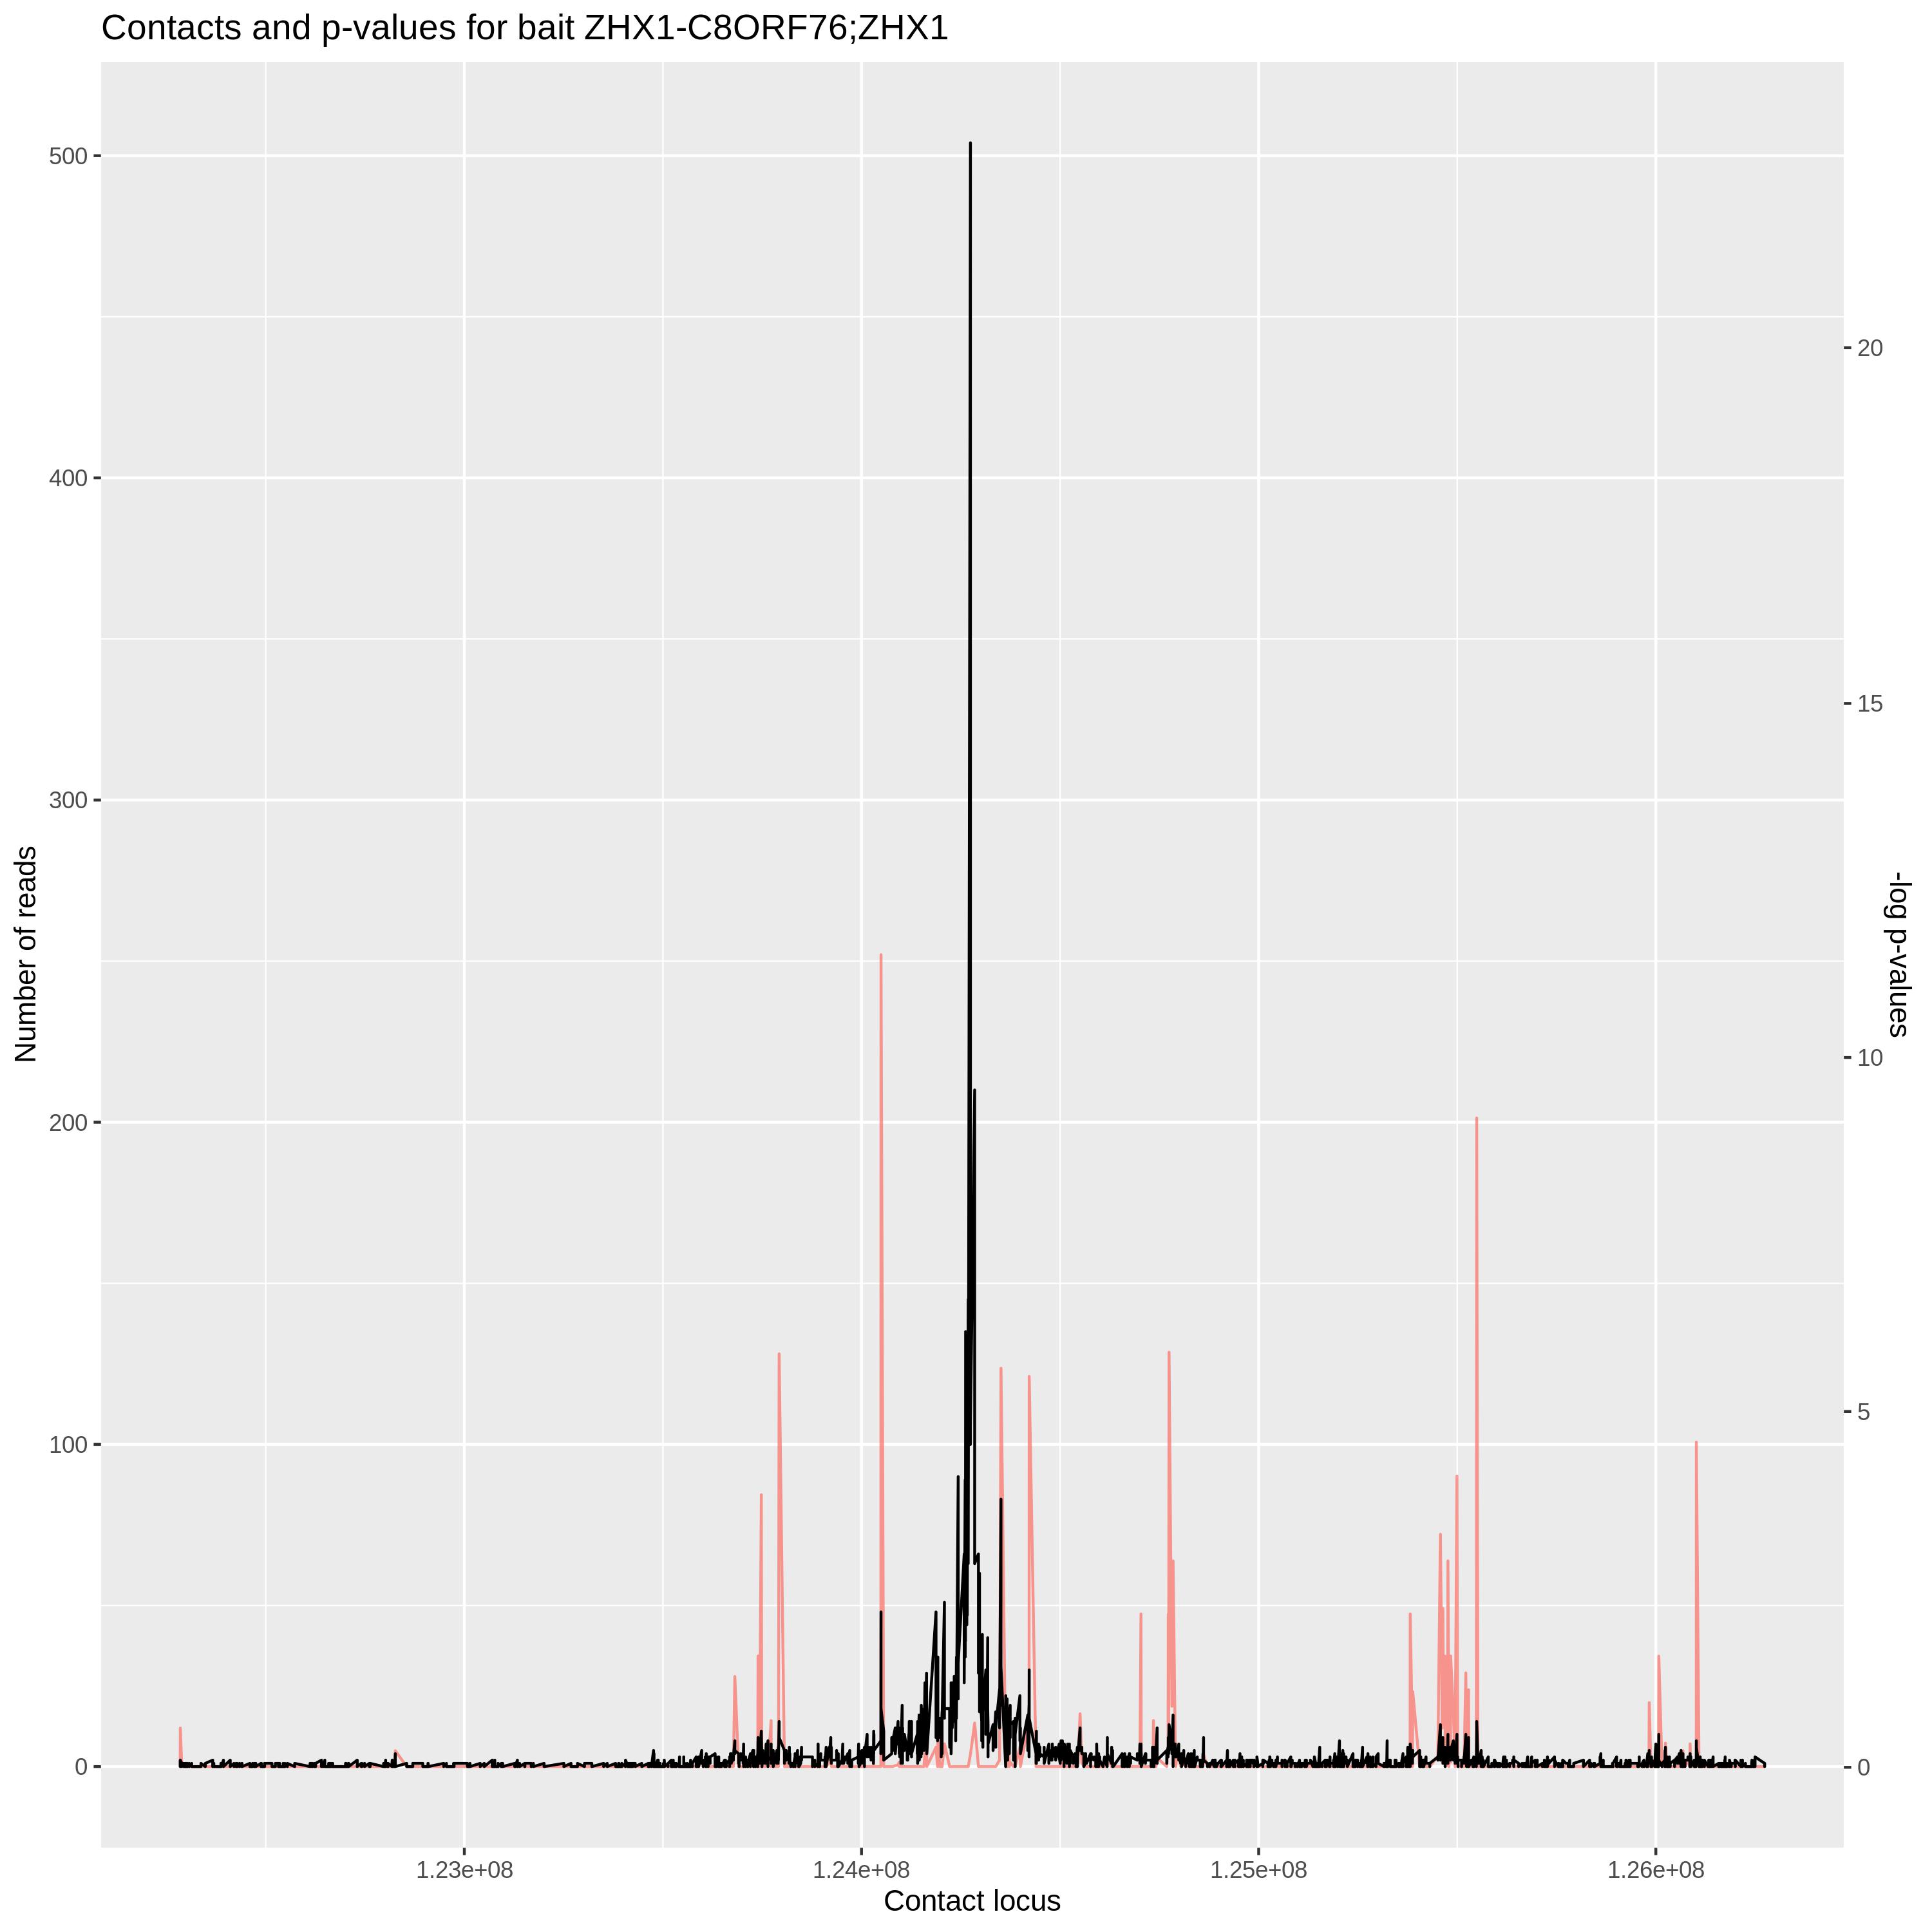 Contacts and p-values for bait ZHX1-C8ORF76;ZHX1
500
400
300
200
100
0
Number of reads
20
15
10
5
0
-log p-values
1.23e+08
1.24e+08
1.25e+08
1.26e+08
Contact locus